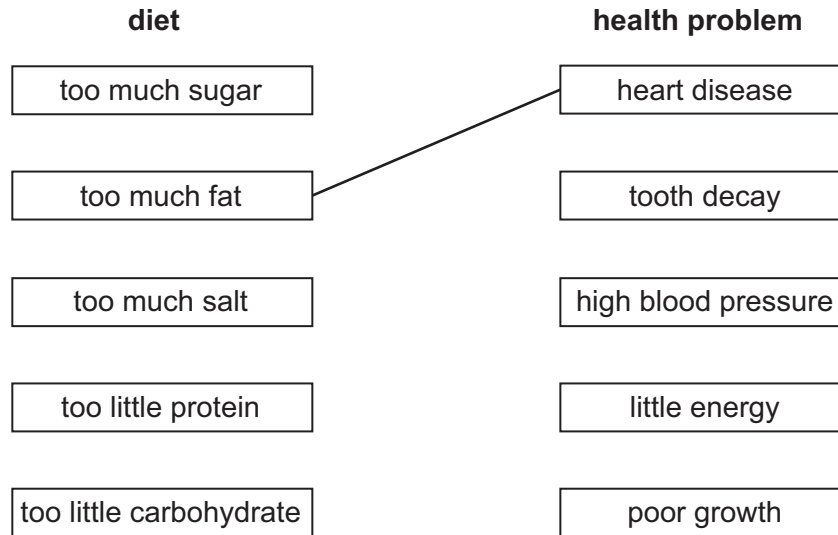 diet
health problem
too much sugar
heart disease
too much fat
tooth decay
too much salt
high blood pressure
too little protein
little energy
too little carbohydrate
poor growth